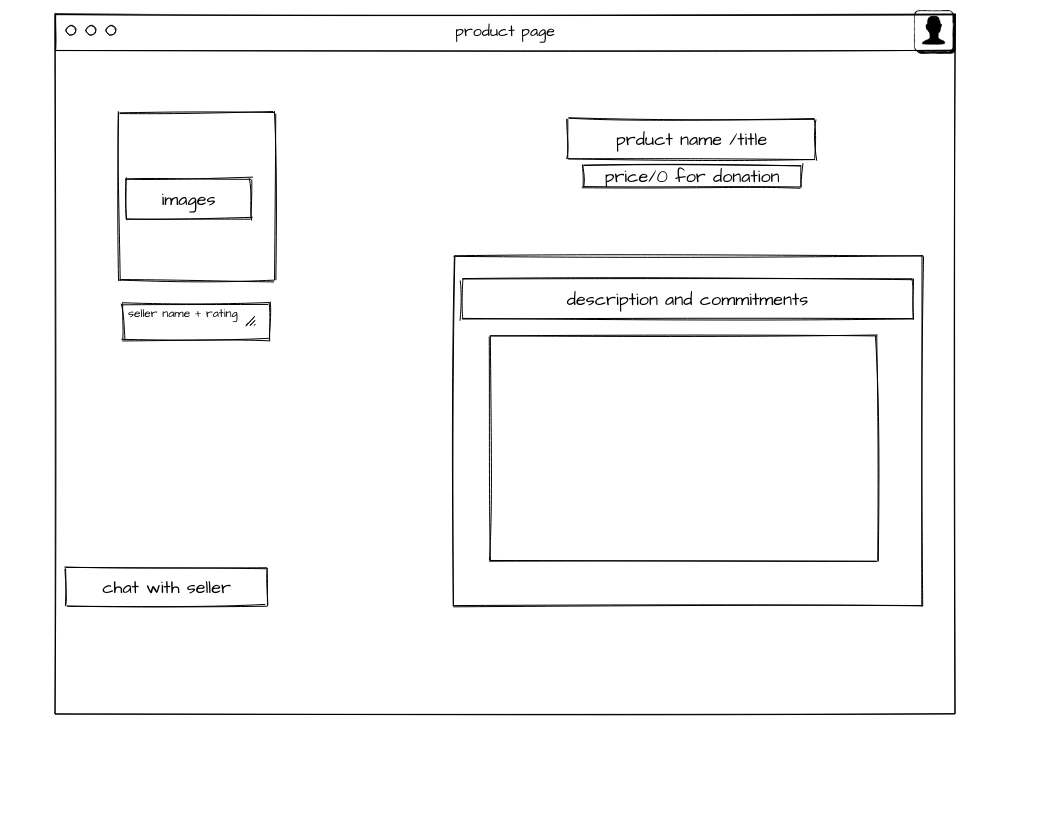 product page
prduct name /title
price/0 for donation
images
description and commitments
seller name + rating
chat with seller